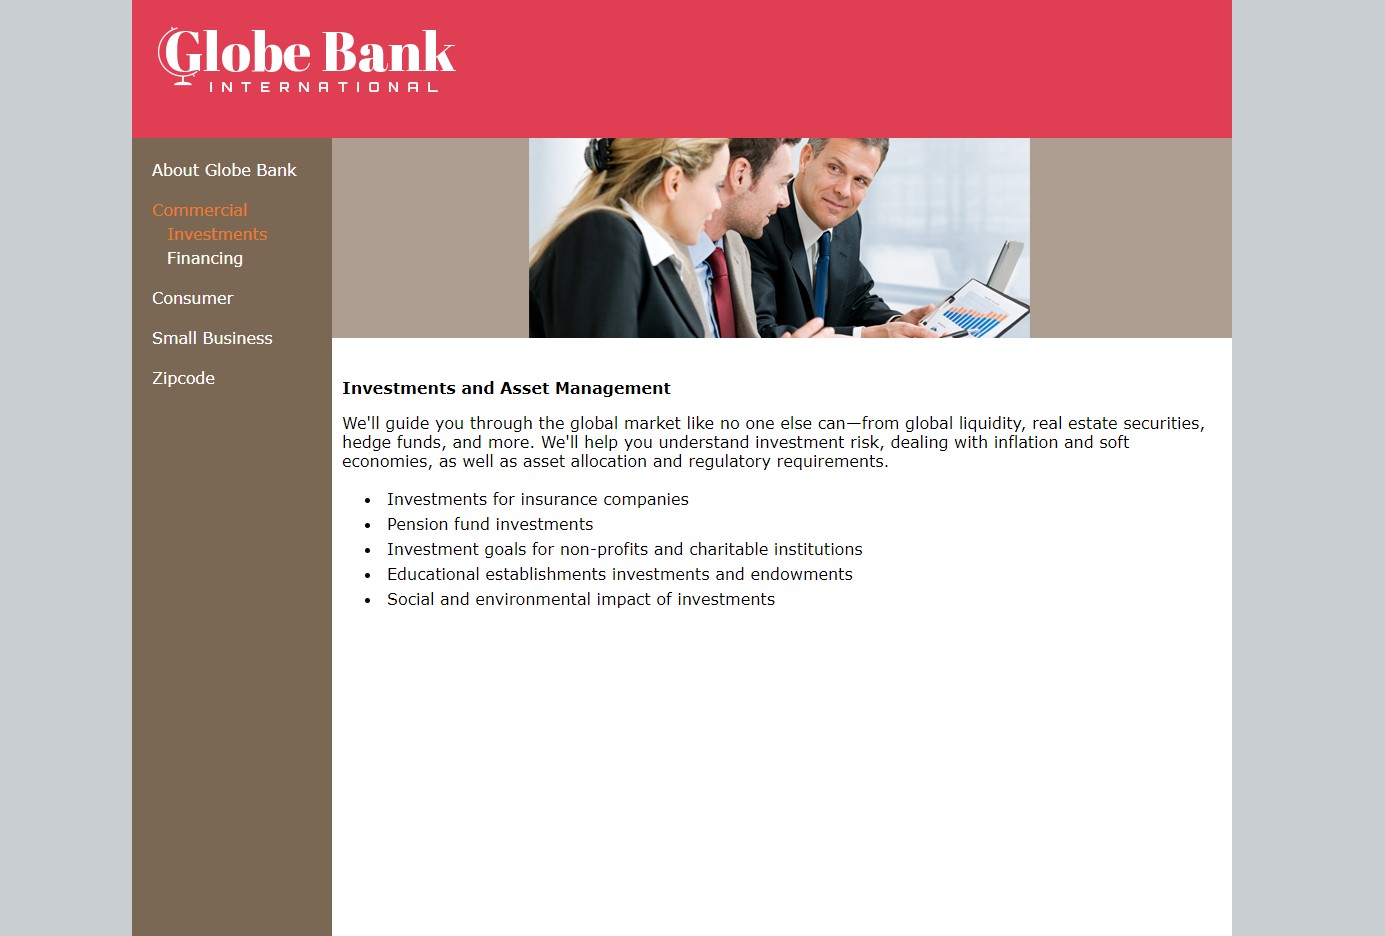 Globe Bank
INTERNATIONAL
About Globe Bank
Commercial
Investments
Financing
Consumer
Small Business
Zipcode
Investments and Asset Management
We'll guide you through the global market like no one else can—from global liquidity, real estate securities,
hedge funds, and more. We'll help you understand investment risk, dealing with inflation and soft
economies, as well as asset allocation and regulatory requirements.
• Investments for insurance companies
• Pension fund investments
• Investment goals for non-profits and charitable institutions
• Educational establishments investments and endowments
• Social and environmental impact of investments